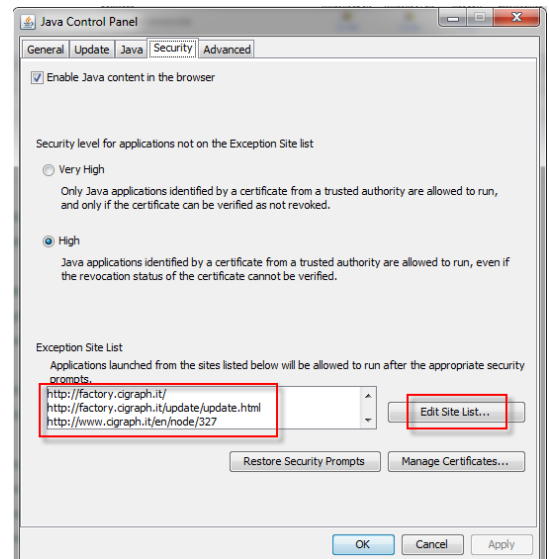 Java Control Panel
General Update Java Security Advanced
Enable Java content in the browser
Security level for applications not on the Exception Site list
Very High
Only Java applications identified by a certificate from a trusted authority are allowed to run,
and only if the certificate can be verified as not revoked.
High
Java applications identified by a certificate from a trusted authority are allowed to run, even if
the revocation status of the certificate cannot be verified.
Exception Site List
Applications launched from the sites listed below will be allowed to run after the appropriate security
prompts.
http://factory.cigraph.it/
http://factory.cigraph.it/update/update.html
http://www.cigraph.it/en/node/327
Edit Site List...
Restore Security Prompts Manage Certificates...
OK Cancel Apply